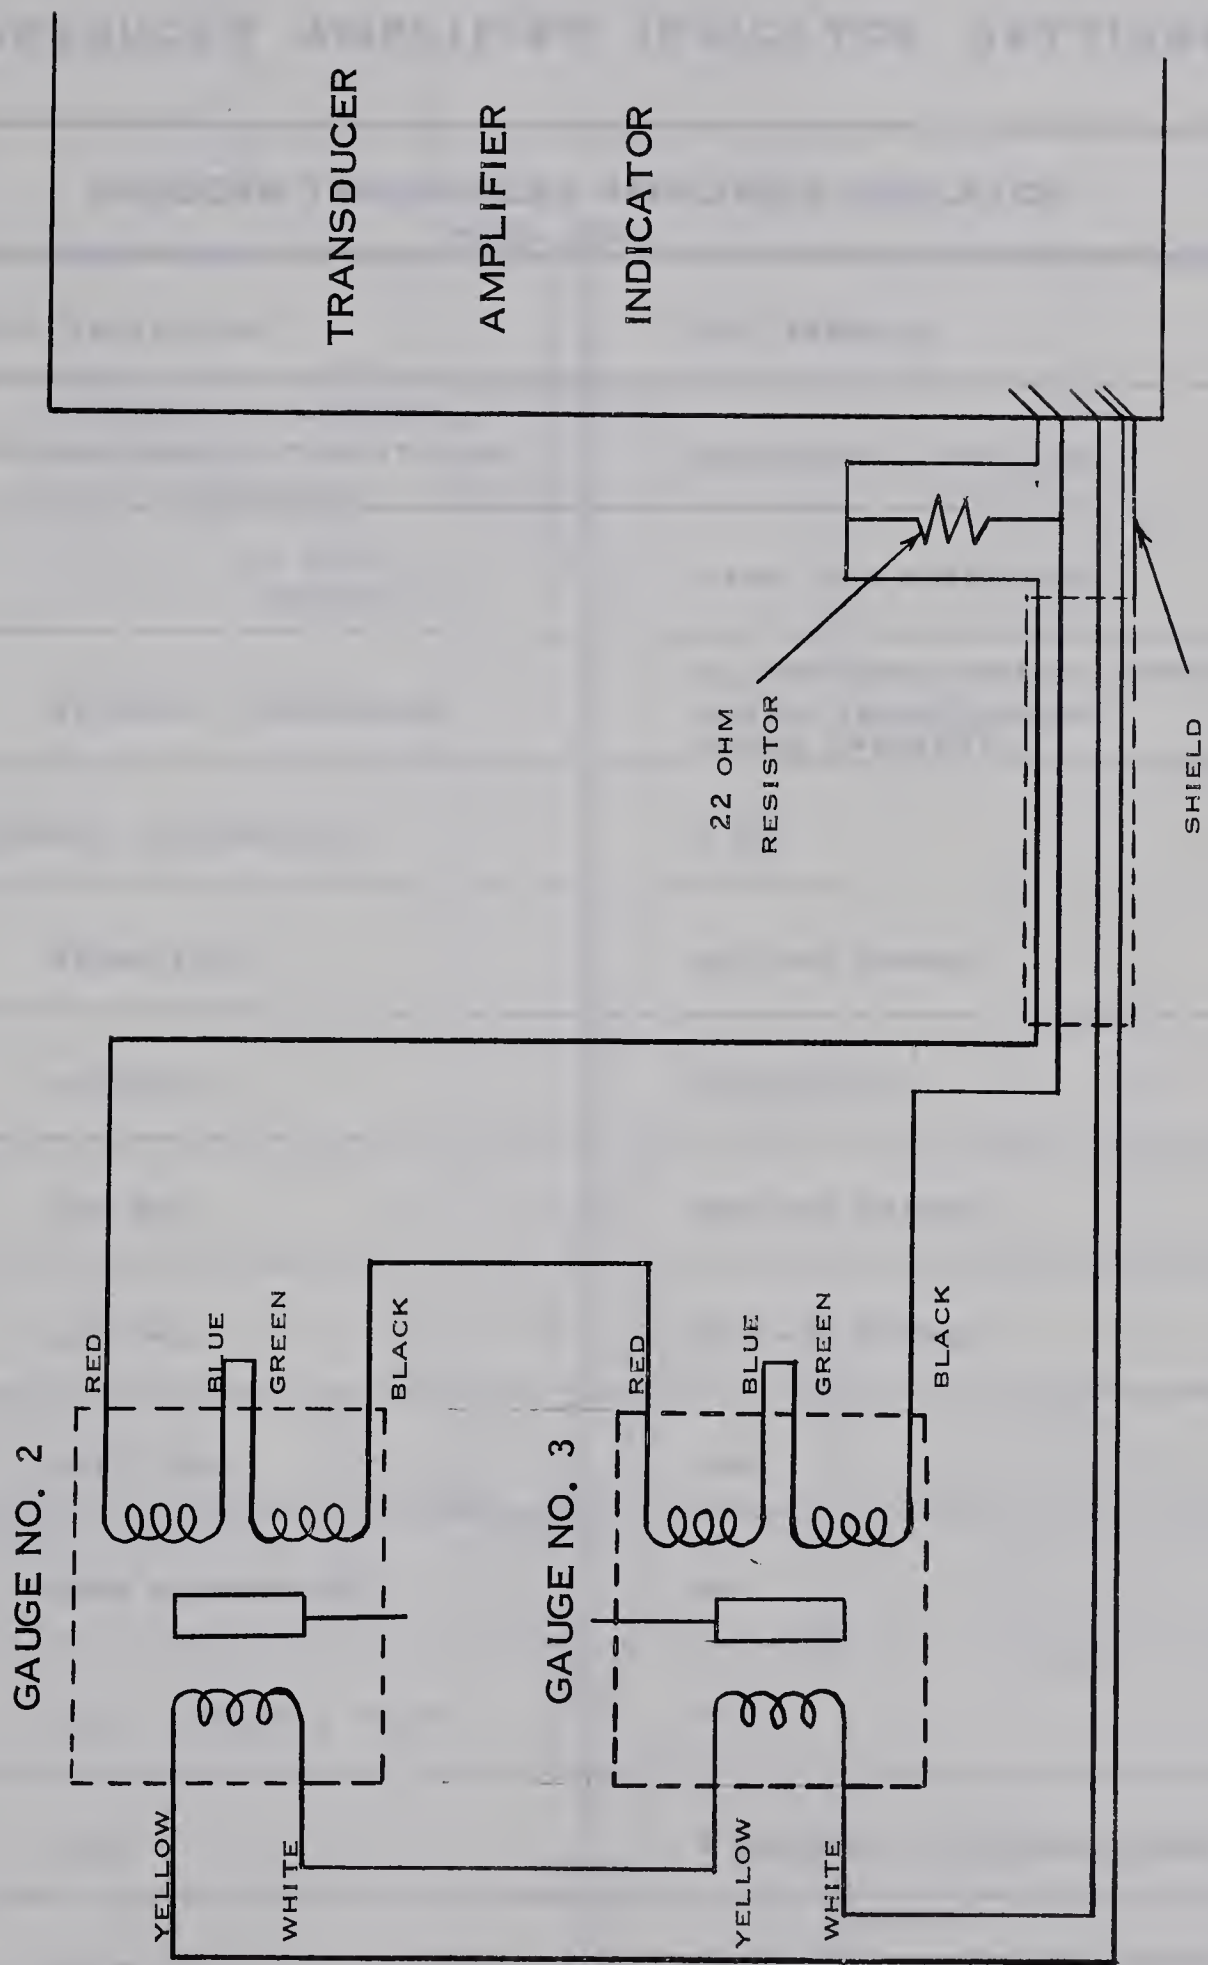 GAUGE NO. 2
YELLOW
WHITE
RED
BLUE
GREEN
BLACK
GAUGE NO. 3
YELLOW
WHITE
RED
BLUE
GREEN
BLACK
22 OHM
RESISTOR
SHIELD
TRANSDUCER
AMPLIFIER
INDICATOR